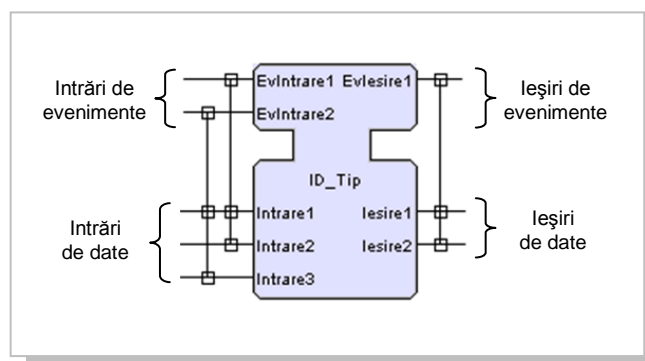 Intrări de
evenimente
EvIntrare1 EvIesire1
Ieşiri de
evenimente
EvIntrare2
ID_Tip
Intrări
de date
Intrare1 Iesire1
Intrare2 Iesire2
Intrare3
Ieşiri
de date